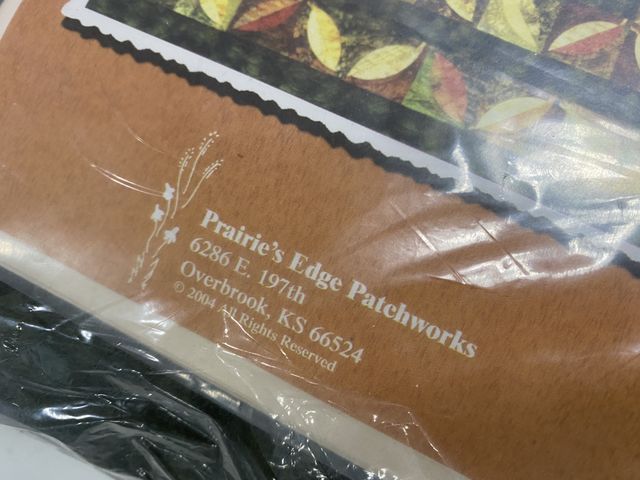 Prairie's Edge Patchworks
6286 E. 197th
Overbrook, KS 66524
© 2004 All Rights Reserved